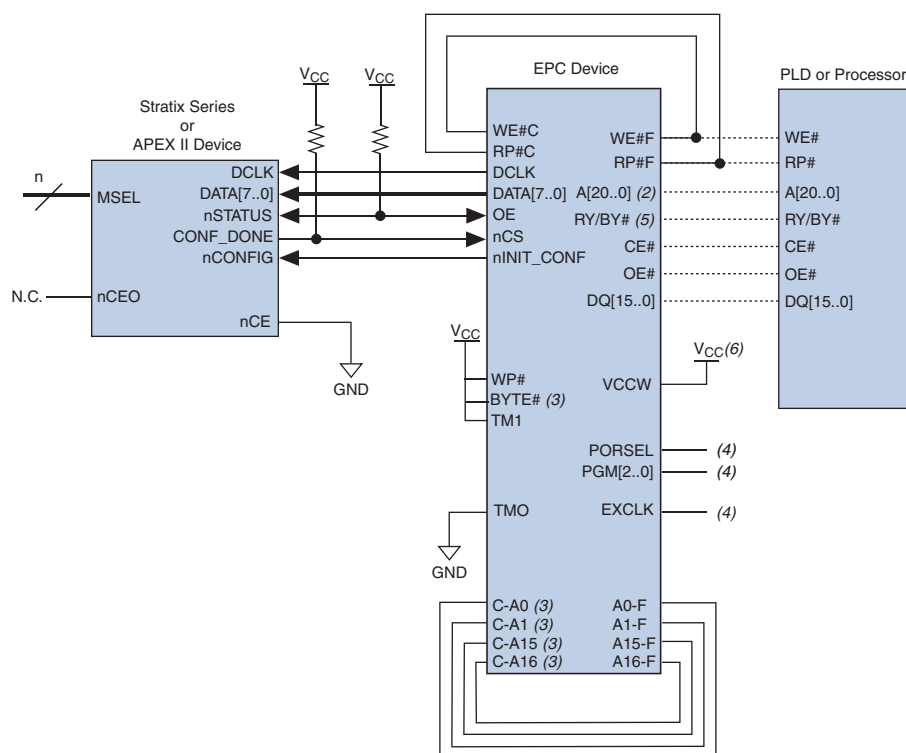 EPC Device
PLD or Processor
VCC
VCC
Stratix Series
or
APEX II Device
n
MSEL
DCLK
DATA[7..0]
nSTATUS
CONF_DONE
nCONFIG
N.C.
nCEO
nCE
GND
WE#C
RP#C
DCLK
DATA[7..0]
OE
nCS
nINIT_CONF
WE#F
RP#F
A[20..0] (2)
RY/BY# (5)
CE#
OE#
DQ[15..0]
WE#
RP#
A[20..0]
RY/BY#
CE#
OE#
DQ[15..0]
VCC
WP#
BYTE# (3)
TM1
VCC(6)
VCCW
PORSEL
(4)
PGM[2..0]
(4)
TMO
EXCLK
(4)
GND
C-A0 (3)
A0-F
C-A1 (3)
A1-F
C-A15 (3)
A15-F
C-A16 (3)
A16-F